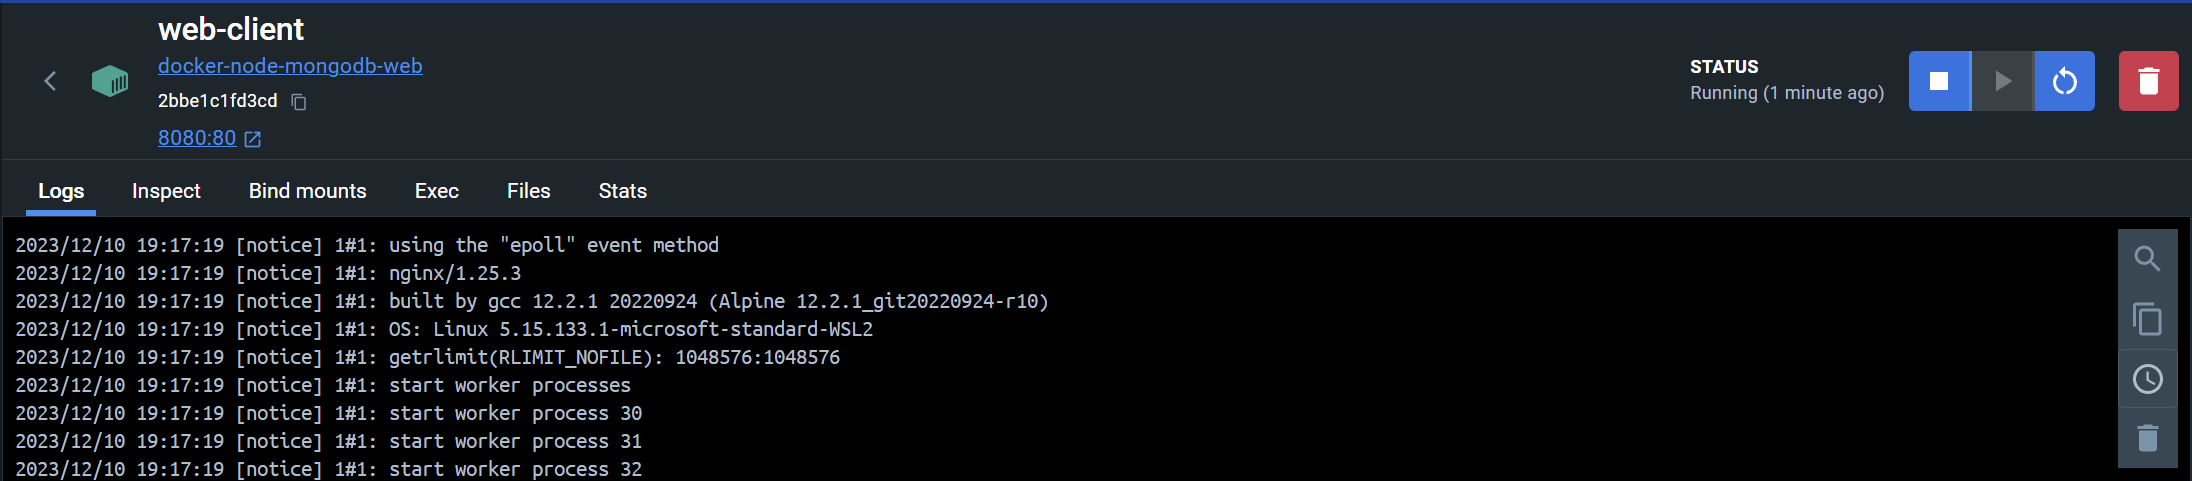 web-client
docker-node-mongodb-web
2bbe1c1fd3cd
8080:80
STATUS
Running (1 minute ago)
Logs Inspect Bind mounts Exec Files Stats
2023/12/10 19:17:19 [notice] 1#1: using the "epoll" event method
2023/12/10 19:17:19 [notice] 1#1: nginx/1.25.3
2023/12/10 19:17:19 [notice] 1#1: built by gcc 12.2.1 20220924 (Alpine 12.2.1_git20220924-r10)
2023/12/10 19:17:19 [notice] 1#1: OS: Linux 5.15.133.1-microsoft-standard-WSL2
2023/12/10 19:17:19 [notice] 1#1: getrlimit(RLIMIT_NOFILE): 1048576:1048576
2023/12/10 19:17:19 [notice] 1#1: start worker processes
2023/12/10 19:17:19 [notice] 1#1: start worker process 30
2023/12/10 19:17:19 [notice] 1#1: start worker process 31
2023/12/10 19:17:19 [notice] 1#1: start worker process 32